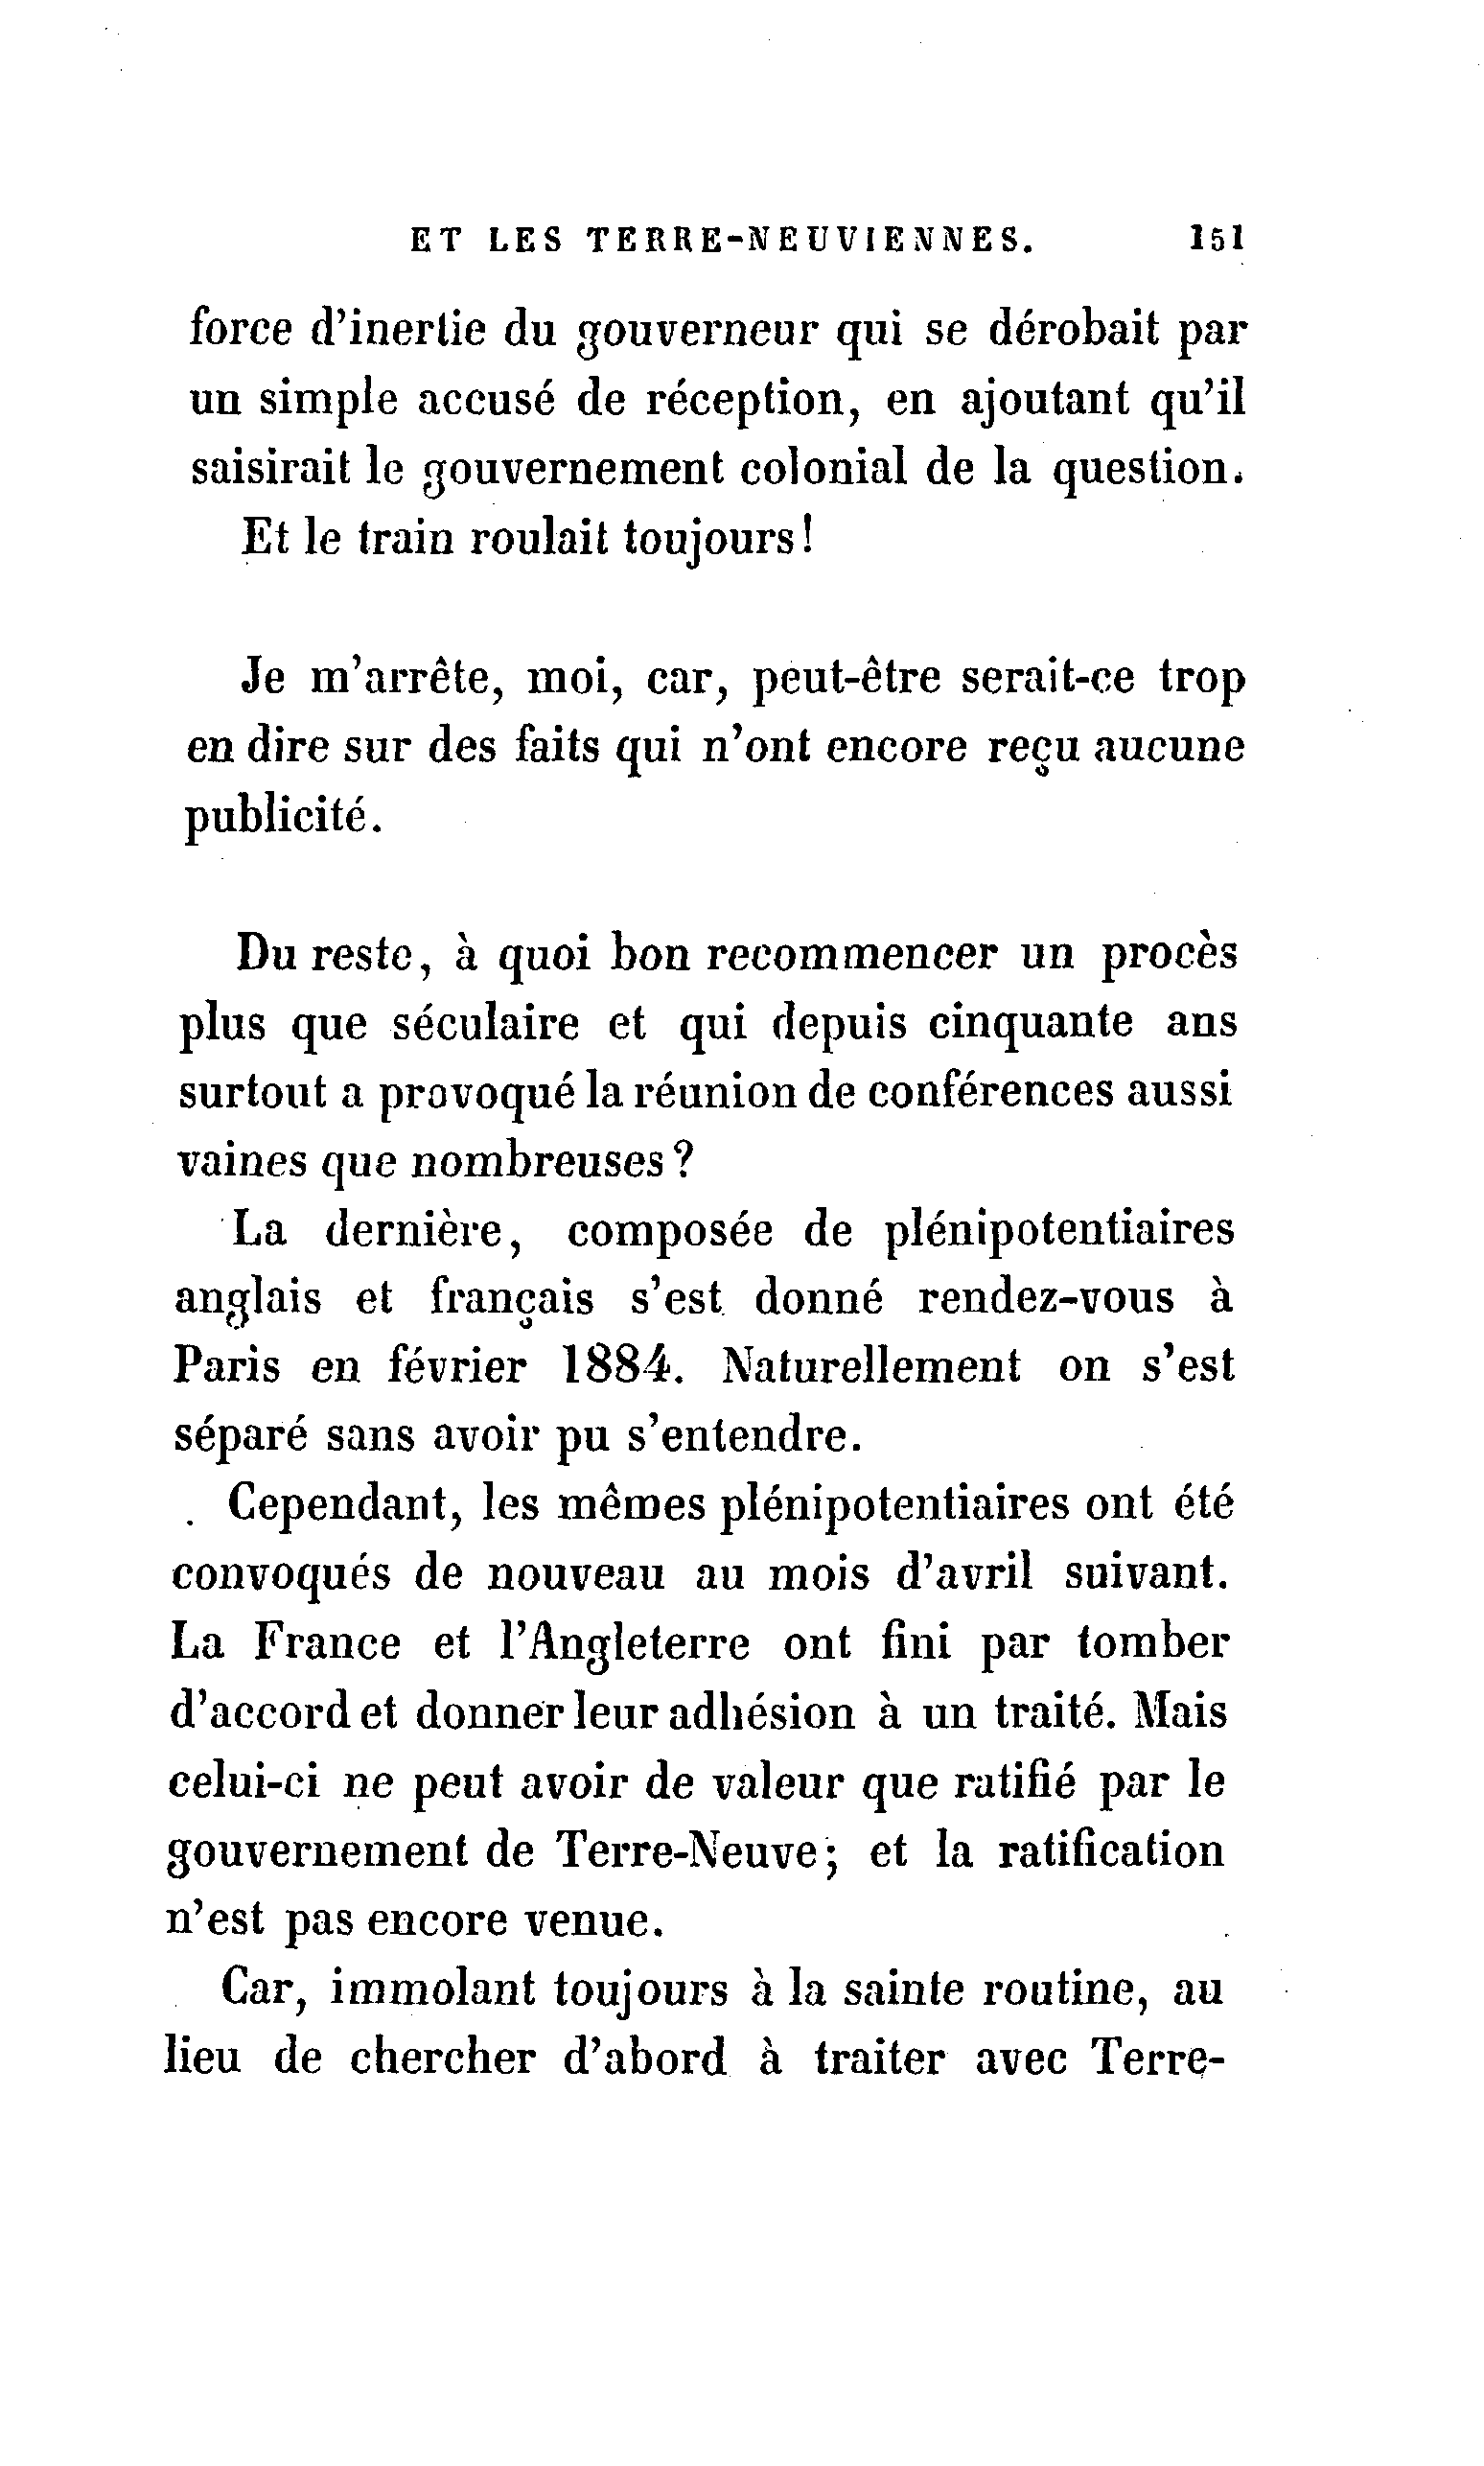 ET LES TERRE-NEUVIENNES. 151
force d'inertie du gouverneur qui se dérobait par
un simple accusé de réception, en ajoutant qu'il
saisirait le gouvernement colonial de la question.
Et le train roulait toujours!
Je m'arrête, moi, car, peut-être serait-ce trop
en dire sur des faits qui n'ont encore reçu aucune
publicité.
Du reste, à quoi bon recommencer un procès
plus que séculaire et qui depuis cinquante ans
surtout a provoqué la réunion de conférences aussi
vaines que nombreuses?
La dernière, composée de plénipotentiaires
anglais et français s'est donné rendez-vous à
Paris en février 1884. Naturellement on s'est
séparé sans avoir pu s'entendre.
Cependant, les mêmes plénipotentiaires ont été
convoqués de nouveau au mois d'avril suivant.
La France et l'Angleterre ont fini par tomber
d'accord et donner leur adhésion à un traité. Mais
celui-ci ne peut avoir de valeur que ratifié par le
gouvernement de Terre-Neuve; et la ratification
n'est pas encore venue.
Car, immolant toujours à la sainte routine, au
lieu de chercher d'abord à traiter avec Terre-